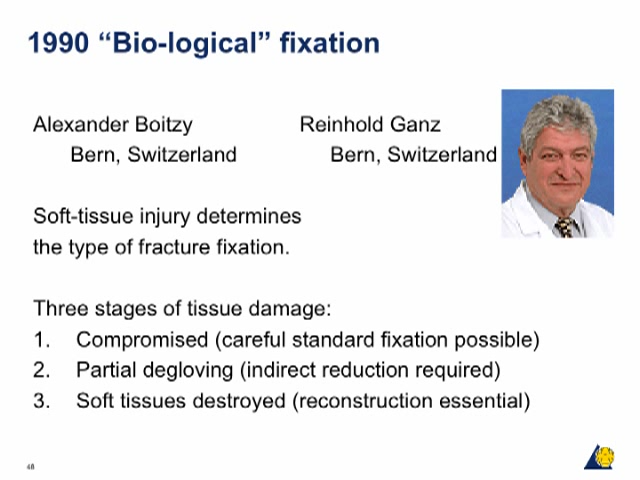 1990 “Bio-logical” fixation
Alexander Boitzy
Bern, Switzerland
Reinhold Ganz
Bern, Switzerland
Soft-tissue injury determines
the type of fracture fixation.
Three stages of tissue damage:
1. Compromised (careful standard fixation possible)
2. Partial degloving (indirect reduction required)
3. Soft tissues destroyed (reconstruction essential)
48